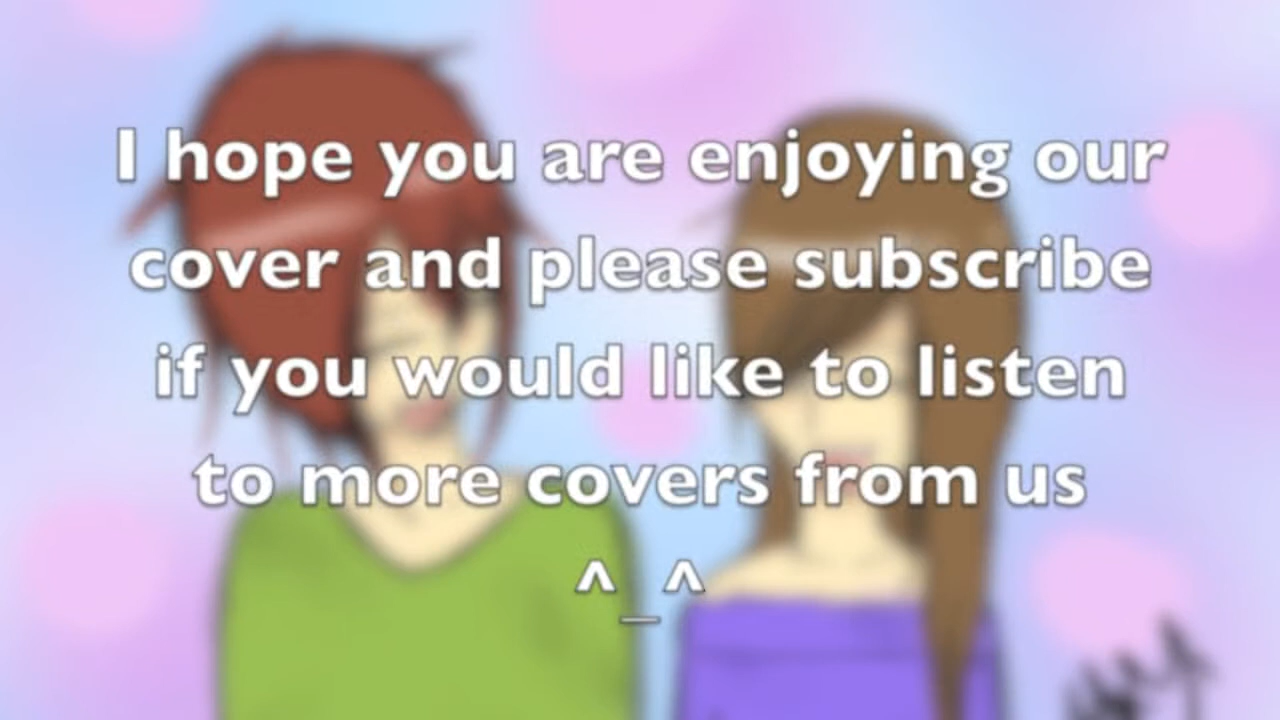 I hope you are enjoying our
cover and please subscribe
if you would like to listen
to more covers from us
^_^